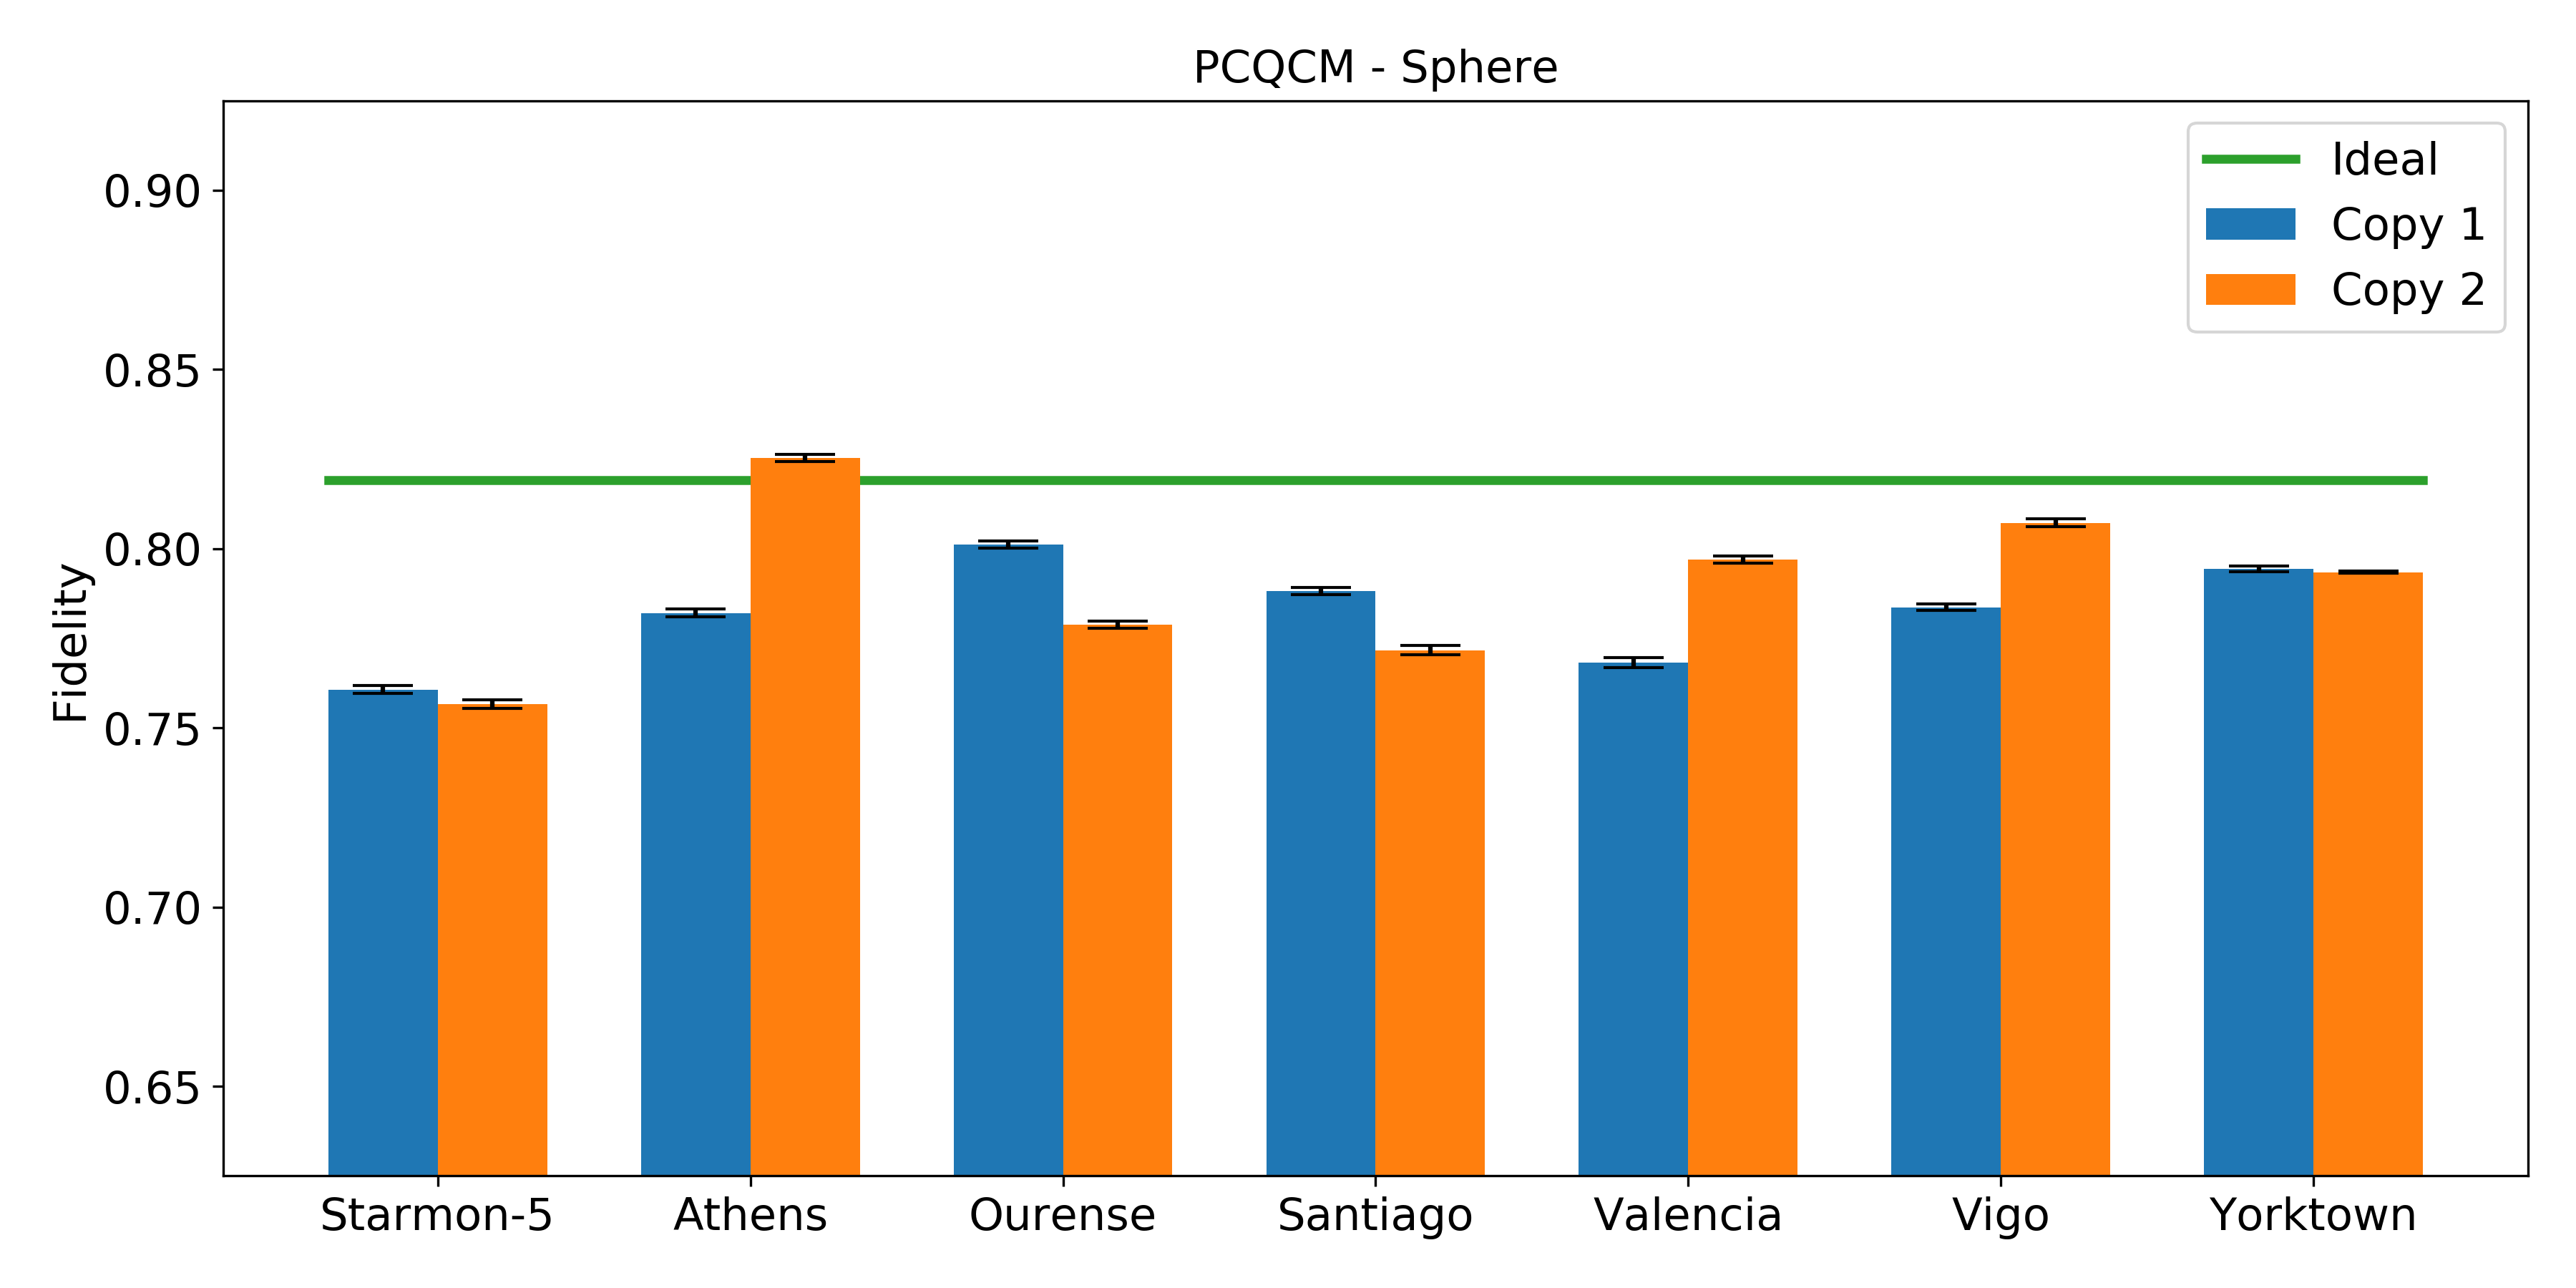 PCQCM - Sphere
Ideal
Copy 1
Copy 2
Fidelity
0.90
0.85
0.80
0.75
0.70
0.65
Starmon-5 Athens Ourense Santiago Valencia Vigo Yorktown